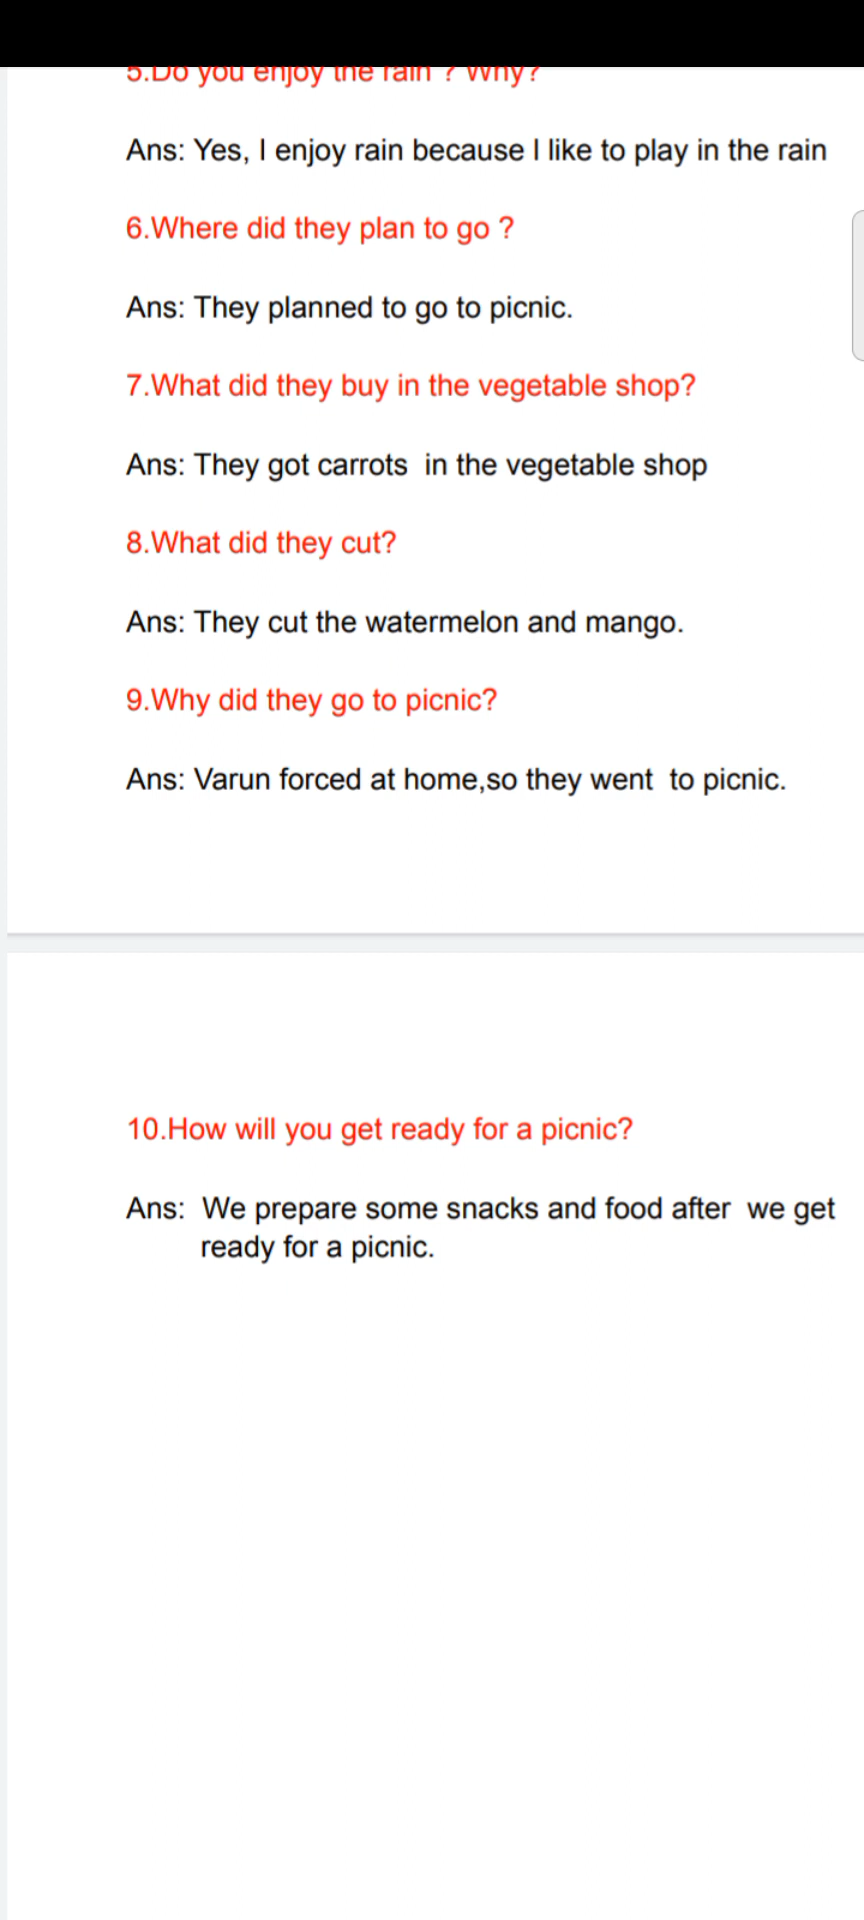 5.Do you enjoy the rain ? Why?
Ans: Yes, I enjoy rain because I like to play in the rain
6.Where did they plan to go ?
Ans: They planned to go to picnic.
7.What did they buy in the vegetable shop?
Ans: They got carrots  in the vegetable shop
8.What did they cut?
Ans: They cut the watermelon and mango.
9.Why did they go to picnic?
Ans: Varun forced at home,so they went  to picnic.
10.How will you get ready for a picnic?
Ans:  We prepare some snacks and food after  we get
ready for a picnic.